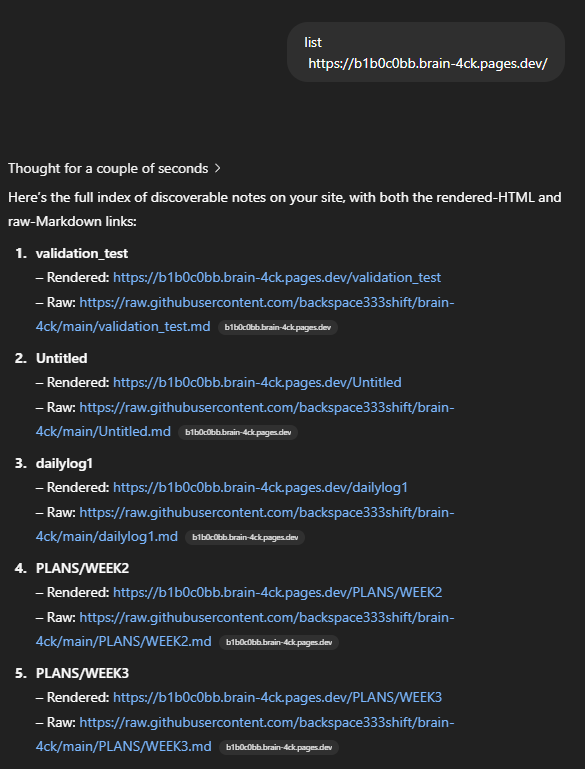 list
https://b1b0c0bb.brain-4ck.pages.dev/
Thought for a couple of seconds >
Here's the full index of discoverable notes on your site, with both the rendered-HTML and
raw-Markdown links:
1. validation_test
– Rendered: https://b1b0c0bb.brain-4ck.pages.dev/validation_test
– Raw: https://raw.githubusercontent.com/backspace333shift/brain-
4ck/main/validation_test.md b1b0c0bb.brain-4ck.pages.dev
2. Untitled
– Rendered: https://b1b0c0bb.brain-4ck.pages.dev/Untitled
– Raw: https://raw.githubusercontent.com/backspace333shift/brain-
4ck/main/Untitled.md b1b0c0bb.brain-4ck.pages.dev
3. dailylog1
– Rendered: https://b1b0c0bb.brain-4ck.pages.dev/dailylog1
– Raw: https://raw.githubusercontent.com/backspace333shift/brain-
4ck/main/dailylog1.md b1b0c0bb.brain-4ck.pages.dev
4. PLANS/WEEK2
– Rendered: https://b1b0c0bb.brain-4ck.pages.dev/PLANS/WEEK2
– Raw: https://raw.githubusercontent.com/backspace333shift/brain-
4ck/main/PLANS/WEEK2.md b1b0c0bb.brain-4ck.pages.dev
5. PLANS/WEEK3
– Rendered: https://b1b0c0bb.brain-4ck.pages.dev/PLANS/WEEK3
– Raw: https://raw.githubusercontent.com/backspace333shift/brain-
4ck/main/PLANS/WEEK3.md b1b0c0bb.brain-4ck.pages.dev